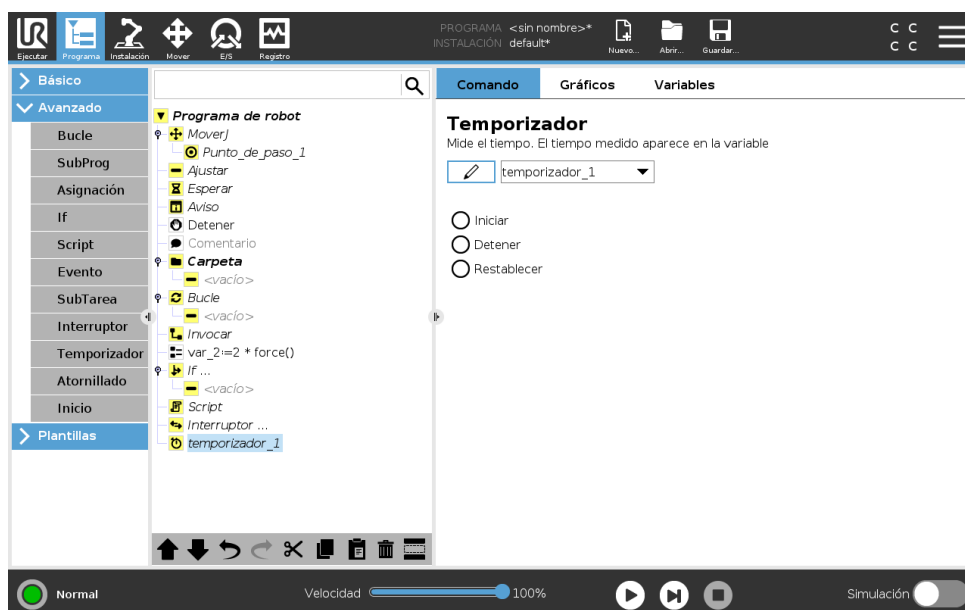 UR
PROGRAMA <sin nombre>*
INSTALACIÓN default*
Ejecutar Programa Instalación Mover E/S Registro
Nuevo... Abrir... Guardar...
C C
C C
Básico
Avanzado
Bucle
SubProg
Asignación
If
Script
Evento
SubTarea
Interruptor
Temporizador
Atornillado
Inicio
Plantillas
Programa de robot
MoverJ
Punto_de_paso_1
Ajustar
Esperar
Aviso
Detener
Comentario
Carpeta
<vacío>
Bucle
<vacío>
Invocar
var_2:=2 * force()
If ...
<vacío>
Script
Interruptor ...
temporizador_1
Comando Gráficos Variables
Temporizador
Mide el tiempo. El tiempo medido aparece en la variable
temporizador_1
Iniciar
Detener
Restablecer
Normal
Velocidad 100%
Simulación